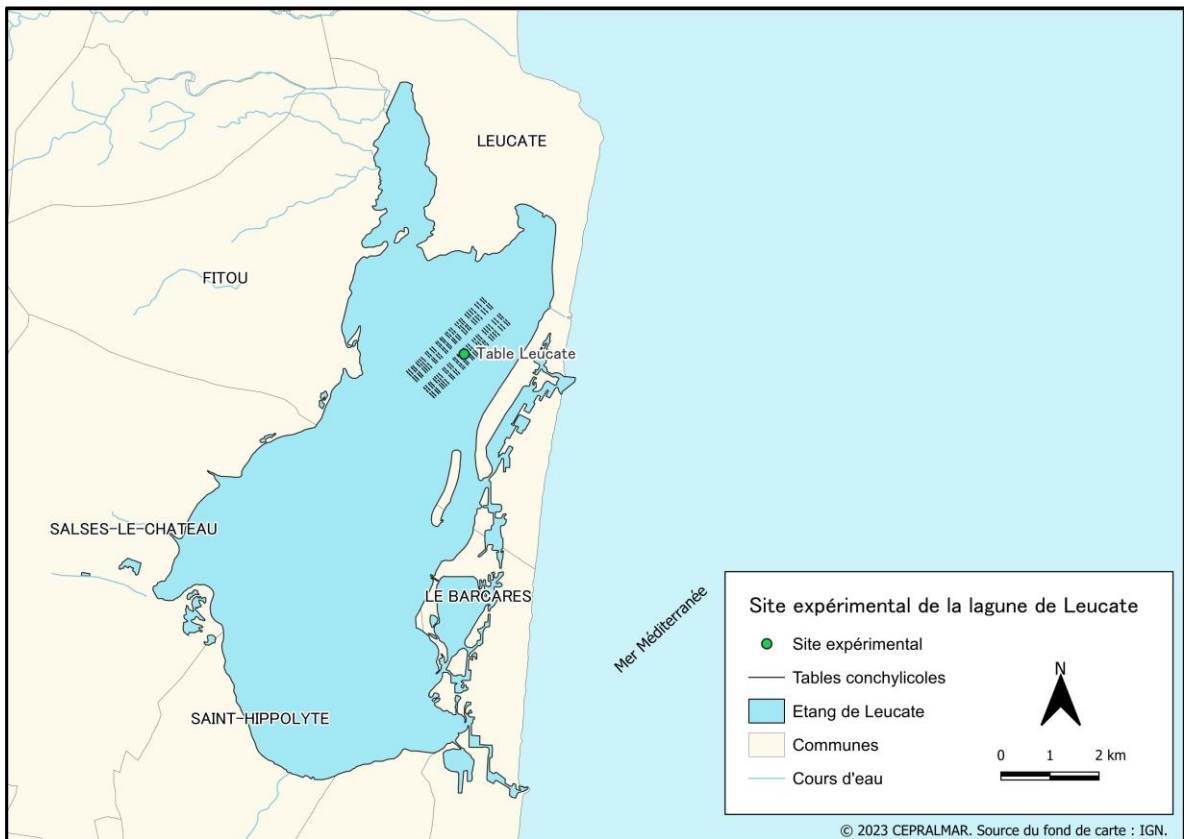 LEUCATE
FITOU
Table Leucate
SALSES-LE-CHATEAU
LE BARCARES
SAINT-HIPPOLYTE
Mer Méditerranée
Site expérimental de la lagune de Leucate
Site expérimental
Tables conchylicoles
Etang de Leucate
Communes
Cours d'eau
N
0 1 2 km
© 2023 CEPRALMAR. Source du fond de carte : IGN.